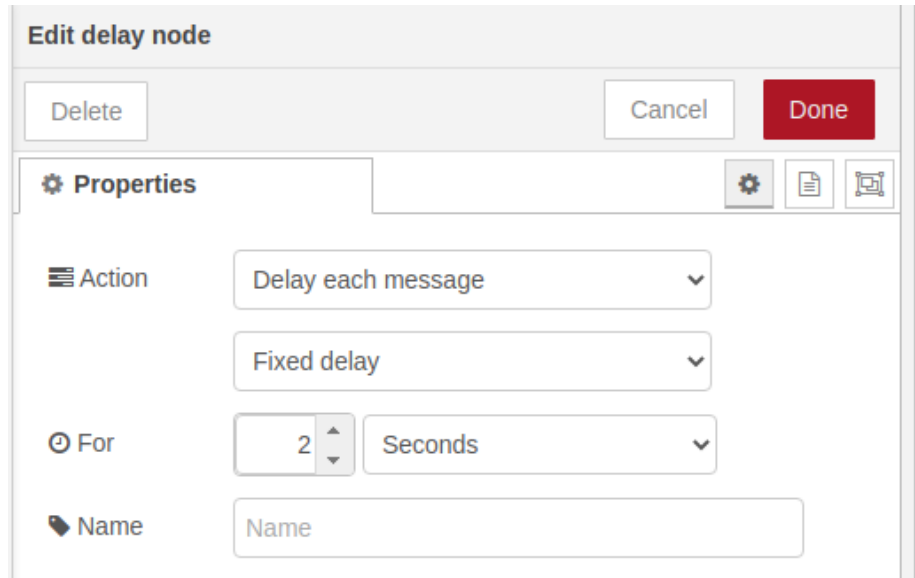 Edit delay node
Delete Cancel Done
Properties
Action Delay each message
Fixed delay
For 2 Seconds
Name Name